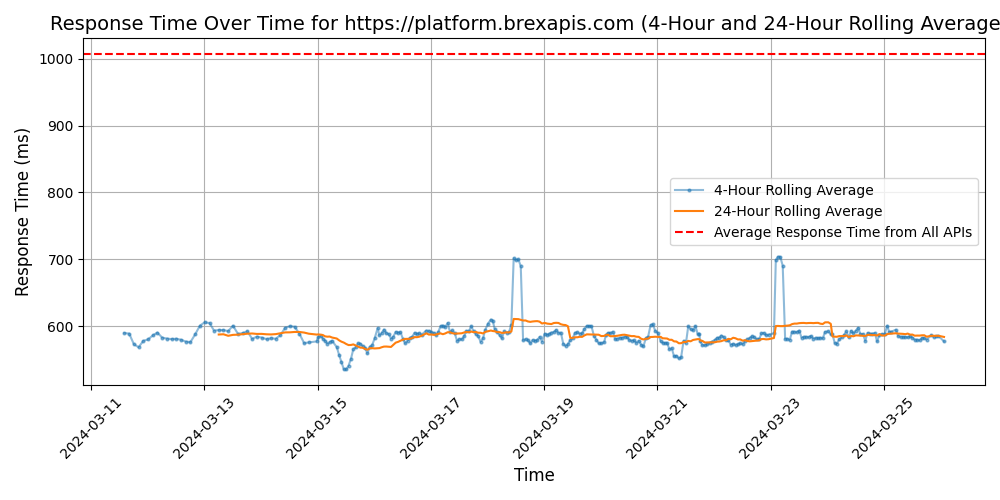 Response Time Over Time for https://platform.brexapis.com (4-Hour and 24-Hour Rolling Average
Response Time (ms)
1000
900
800
700
600
4-Hour Rolling Average
24-Hour Rolling Average
Average Response Time from All APIs
2024-03-11
2024-03-13
2024-03-15
2024-03-17
2024-03-19
2024-03-21
2024-03-23
2024-03-25
Time